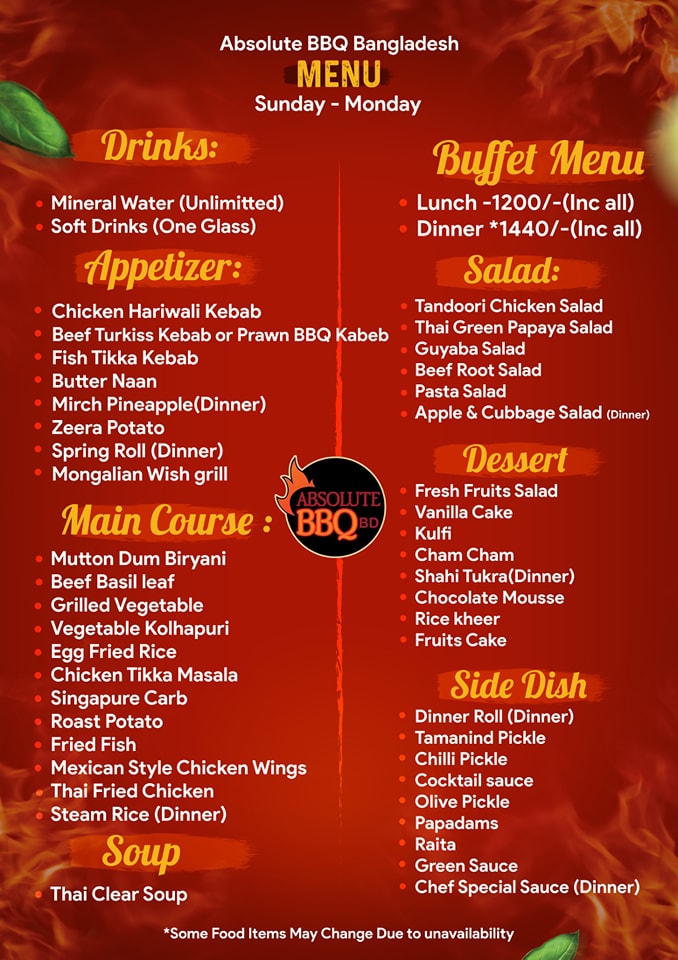 Absolute BBQ Bangladesh
MENU
Sunday - Monday
Drinks:
Mineral Water (Unlimitted)
Soft Drinks (One Glass)
Appetizer:
Chicken Hariwali Kebab
Beef Turkiss Kebab or Prawn BBQ Kabeb
Fish Tikka Kebab
Butter Naan
Mirch Pineapple(Dinner)
Zeera Potato
Spring Roll (Dinner)
Mongalian Wish grill
Main Course :
Mutton Dum Biryani
Beef Basil leaf
Grilled Vegetable
Vegetable Kolhapuri
Egg Fried Rice
Chicken Tikka Masala
Singapure Carb
Roast Potato
Fried Fish
Mexican Style Chicken Wings
Thai Fried Chicken
Steam Rice (Dinner)
Soup
Thai Clear Soup
ABSOLUTE
BBQ BD
Buffet Menu
Lunch -1200/-(Inc all)
Dinner *1440/-(Inc all)
Salad:
Tandoori Chicken Salad
Thai Green Papaya Salad
Guyaba Salad
Beef Root Salad
Pasta Salad
Apple & Cubbage Salad (Dinner)
Dessert
Fresh Fruits Salad
Vanilla Cake
Kulfi
Cham Cham
Shahi Tukra(Dinner)
Chocolate Mousse
Rice kheer
Fruits Cake
Side Dish
Dinner Roll (Dinner)
Tamanind Pickle
Chilli Pickle
Cocktail sauce
Olive Pickle
Papadams
Raita
Green Sauce
Chef Special Sauce (Dinner)
*Some Food Items May Change Due to unavailability